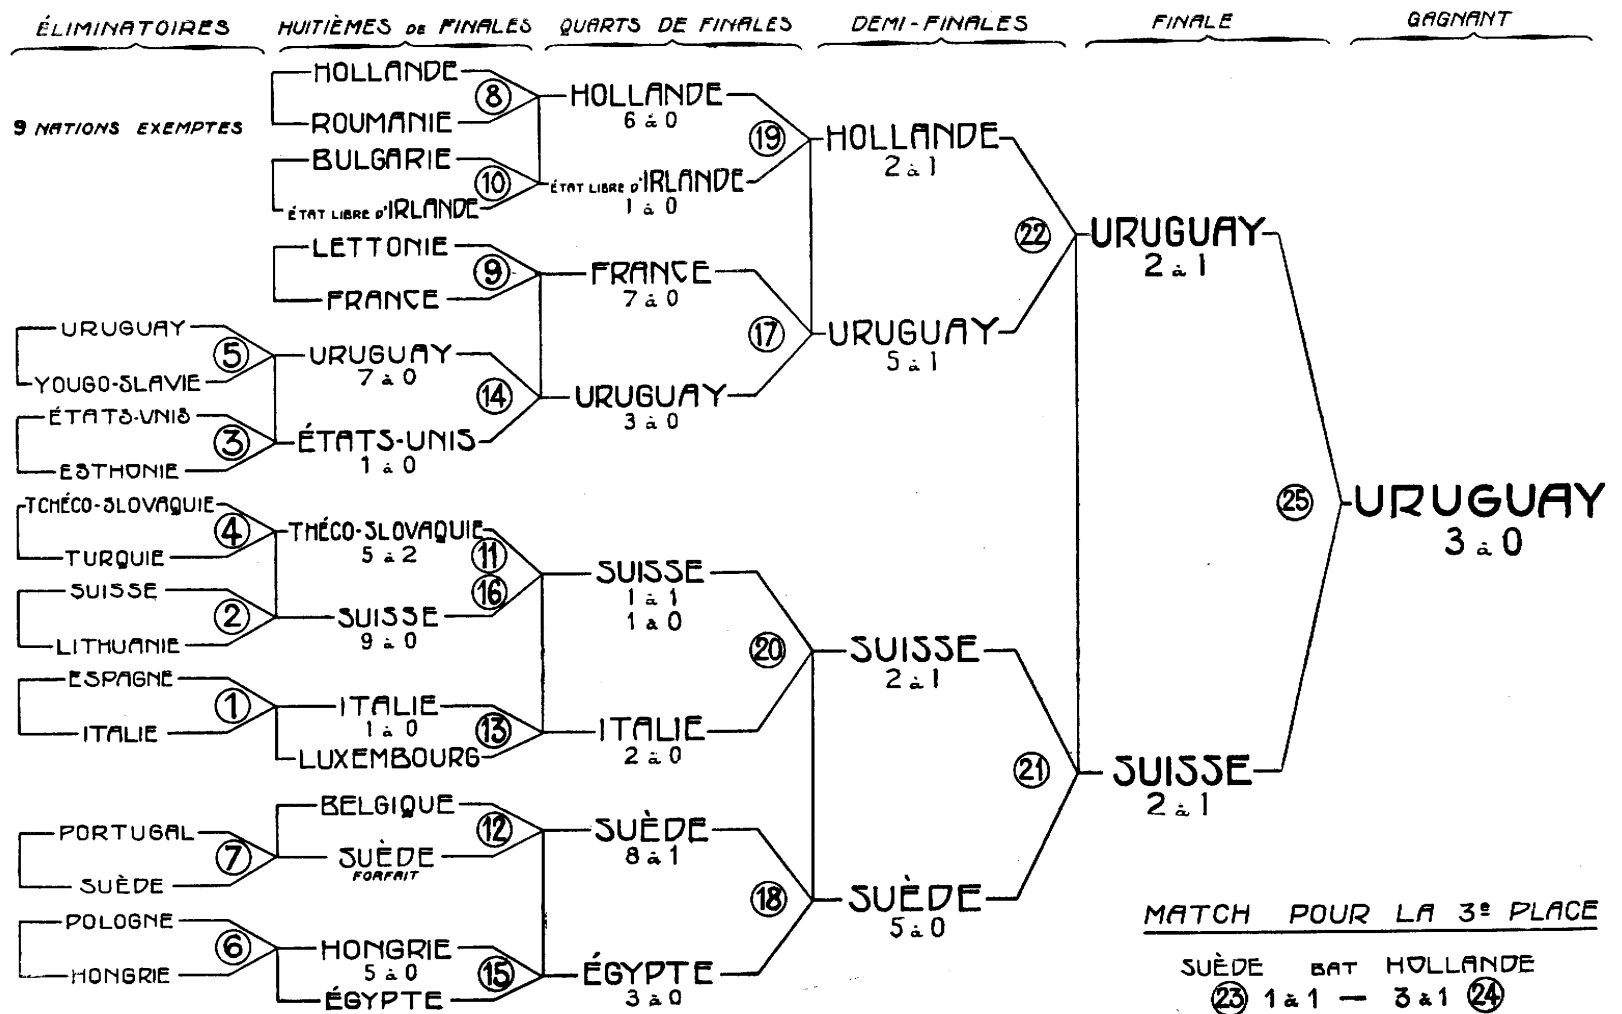 ÉLIMINATOIRES
HUITIÈMES de FINALES
QUARTS DE FINALES
DEMI-FINALES
FINALE
GAGNANT
9 NATIONS EXEMPTES
URUGUAY
5
YOUGO-SLAVIE
ÉTATS-UNIS
3
ESTHONIE
TCHÉCO-SLOVAQUIE
4
TURQUIE
SUISSE
2
LITHUANIE
ESPAGNE
1
ITALIE
PORTUGAL
7
SUÈDE
POLOGNE
6
HONGRIE
HOLLANDE
8
ROUMANIE
BULGARIE
10
ÉTAT LIBRE d'IRLANDE
LETTONIE
9
FRANCE
URUGUAY
7 à 0
14
ÉTATS-UNIS
1 à 0
THÉCO-SLOVAQUIE
5 à 2
11
16
SUISSE
9 à 0
ITALIE
1 à 0
13
LUXEMBOURG
BELGIQUE
12
SUÈDE
FORFAIT
HONGRIE
5 à 0
15
ÉGYPTE
HOLLANDE
6 à 0
19
ÉTAT LIBRE d'IRLANDE
1 à 0
FRANCE
7 à 0
17
URUGUAY
3 à 0
SUISSE
1 à 1
1 à 0
20
ITALIE
2 à 0
SUÈDE
8 à 1
18
ÉGYPTE
3 à 0
HOLLANDE
2 à 1
22
URUGUAY
5 à 1
SUISSE
2 à 1
21
SUÈDE
5 à 0
URUGUAY
2 à 1
25
SUISSE
2 à 1
URUGUAY
3 à 0
MATCH POUR LA 3e PLACE
SUÈDE BAT HOLLANDE
23 1 à 1 — 3 à 1 24